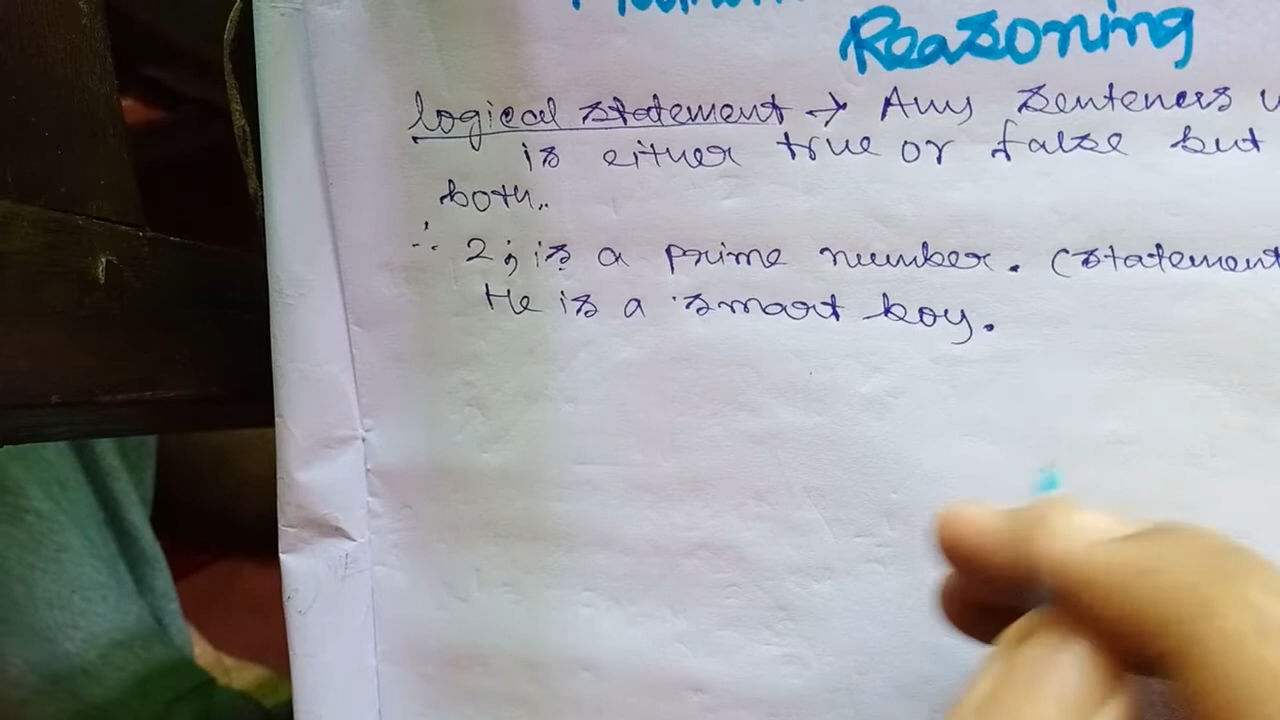 Reasoning
logical statement → Any sentences
is either true or false but
both..
∴ 2, is a prime number. (statement
He is a smart boy.